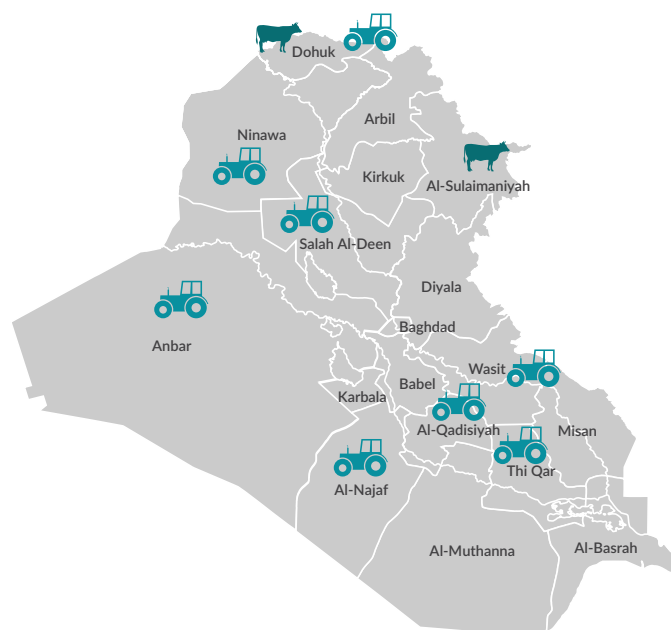 Dohuk
Arbil
Ninawa
Kirkuk
Al-Sulaimaniyah
Salah Al-Deen
Diyala
Baghdad
Anbar
Wasit
Babel
Karbala
Al-Qadisiyah
Misan
Thi Qar
Al-Najaf
Al-Muthanna
Al-Basrah